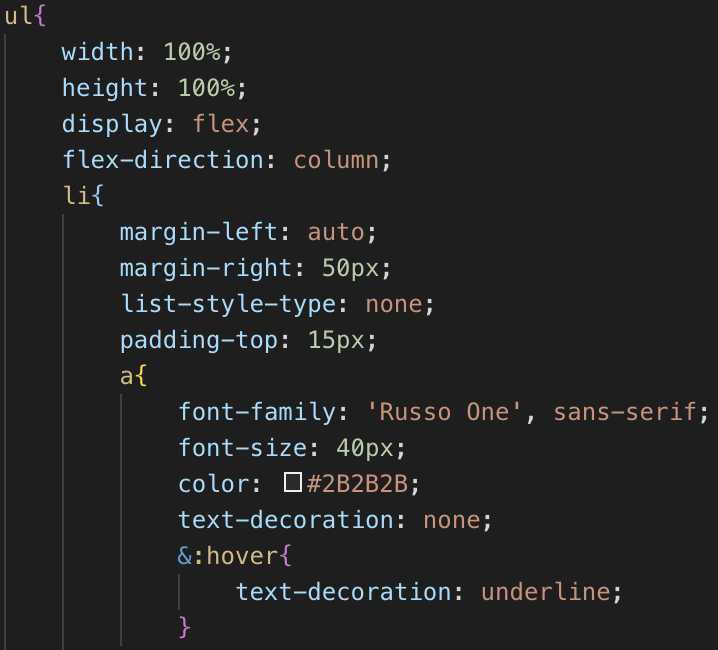 ul{
    width: 100%;
    height: 100%;
    display: flex;
    flex-direction: column;
    li{
        margin-left: auto;
        margin-right: 50px;
        list-style-type: none;
        padding-top: 15px;
        a{
            font-family: 'Russo One', sans-serif;
            font-size: 40px;
            color: #2B2B2B;
            text-decoration: none;
            &:hover{
                text-decoration: underline;
            }